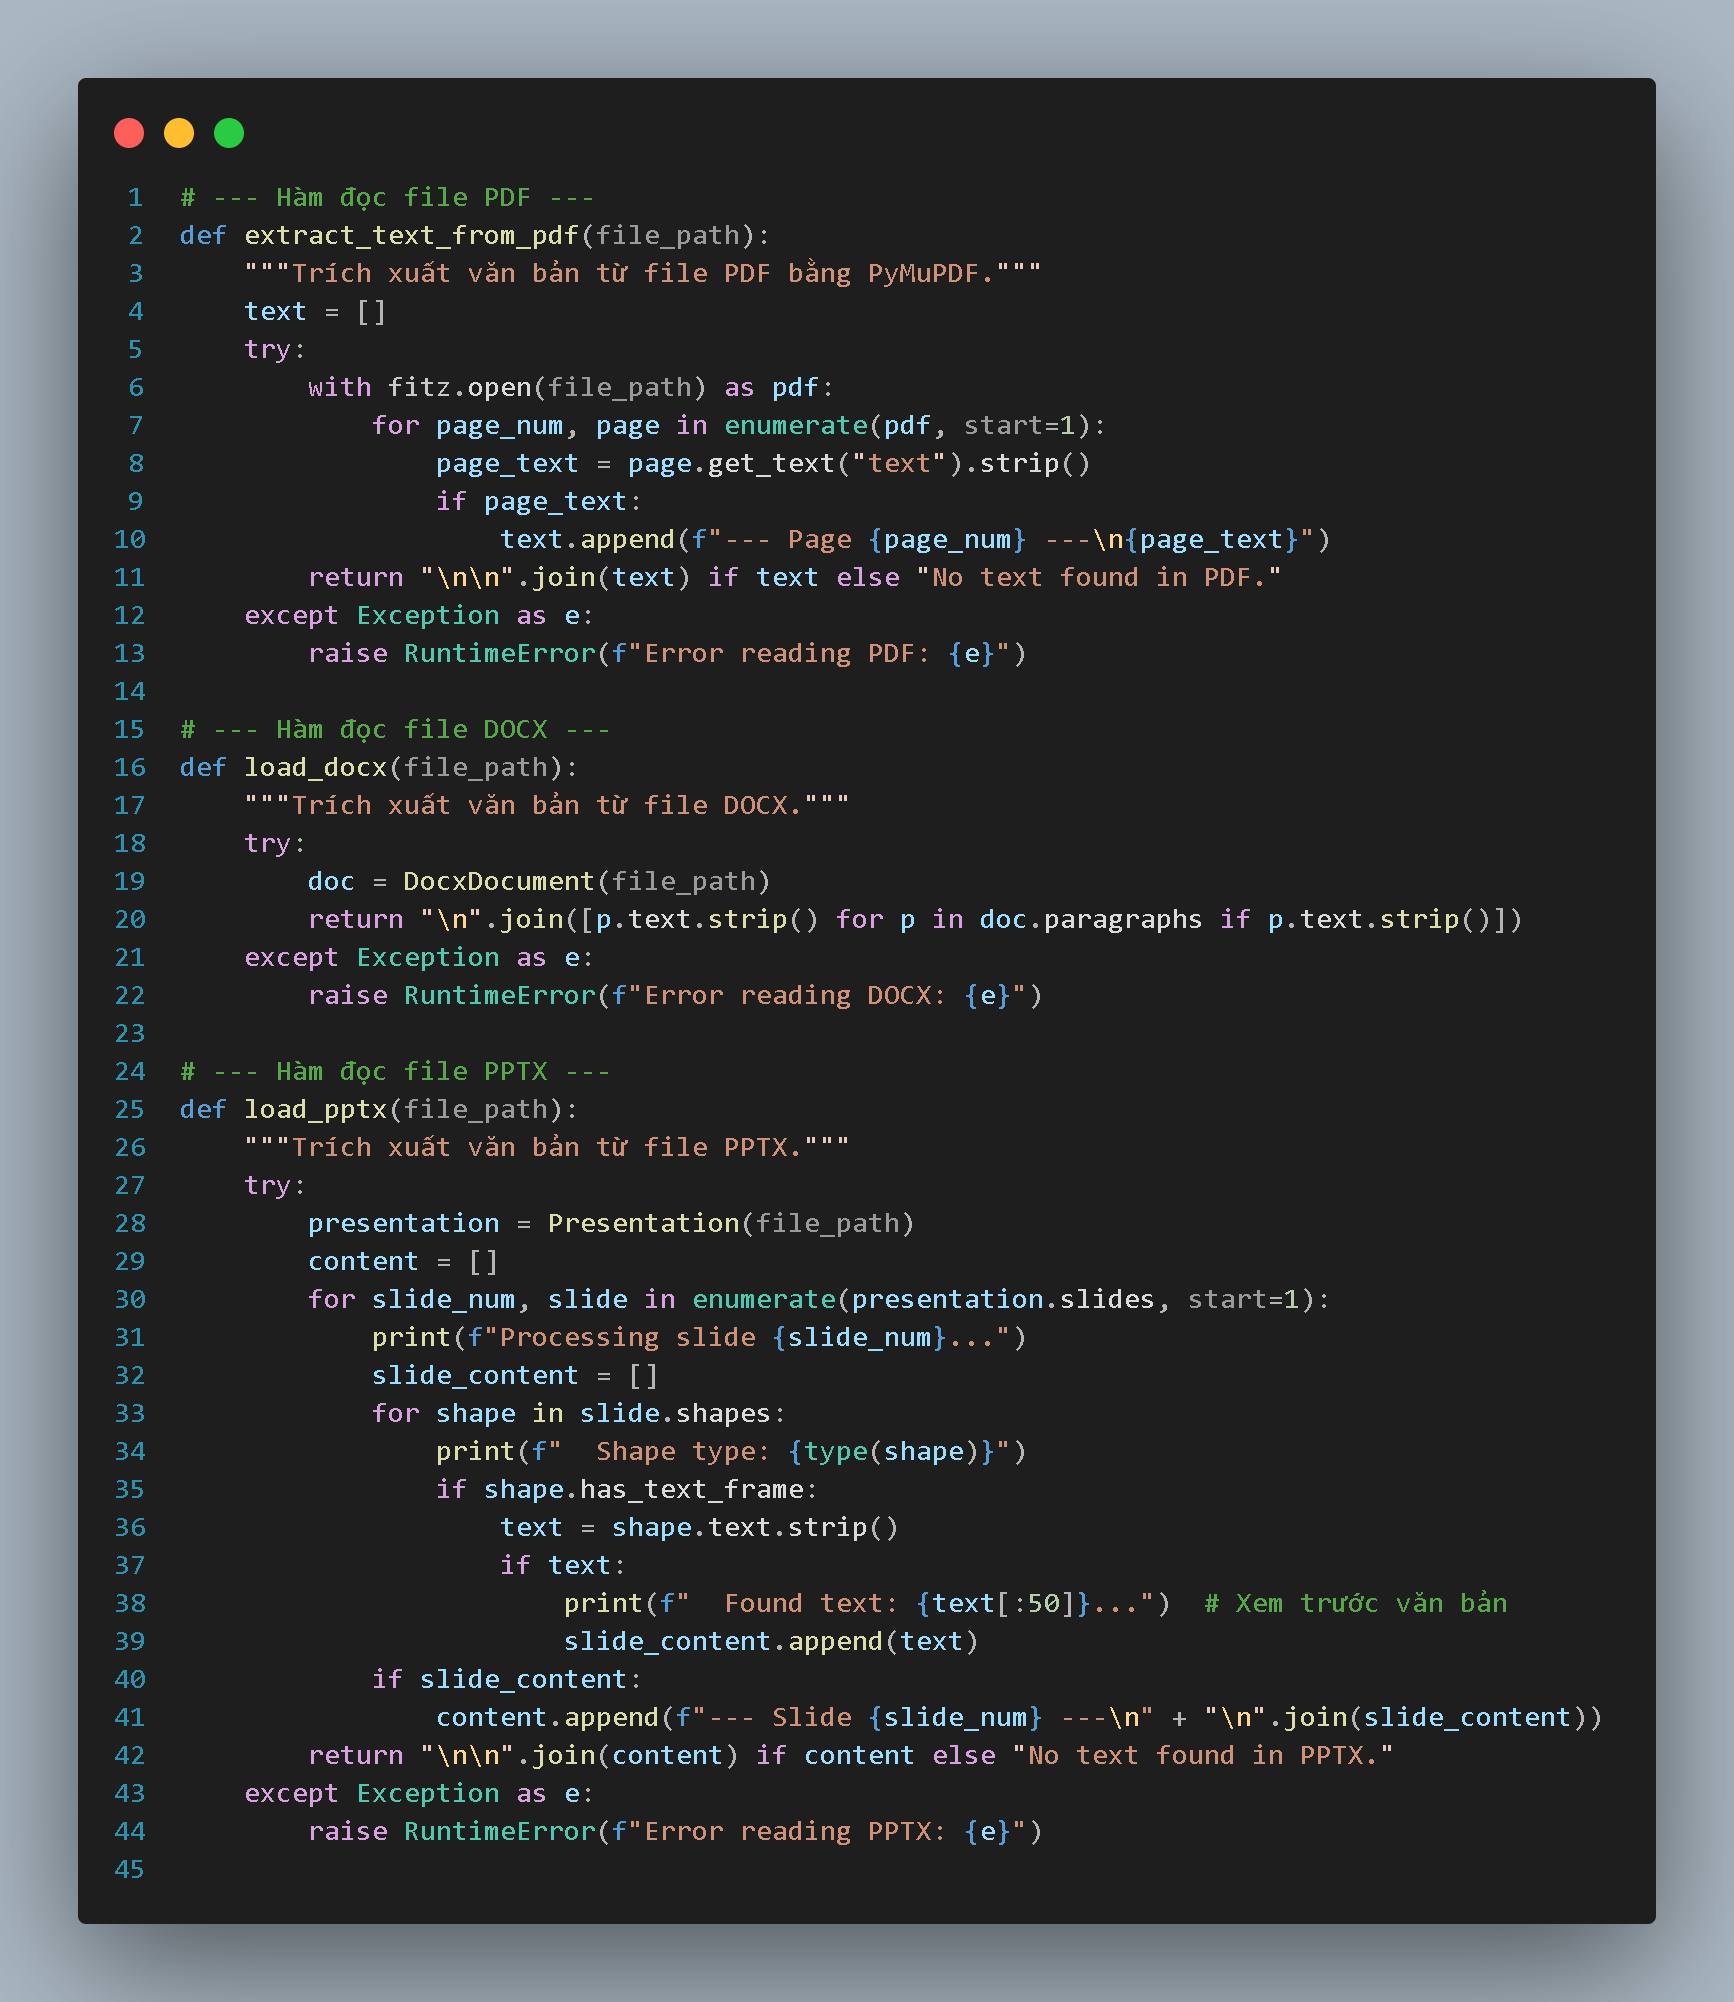 1 # --- Hàm đọc file PDF ---
2 def extract_text_from_pdf(file_path):
3     """Trích xuất văn bản từ file PDF bằng PyMuPDF."""
4     text = []
5     try:
6         with fitz.open(file_path) as pdf:
7             for page_num, page in enumerate(pdf, start=1):
8                 page_text = page.get_text("text").strip()
9                 if page_text:
10                     text.append(f"--- Page {page_num} ---\n{page_text}")
11         return "\n\n".join(text) if text else "No text found in PDF."
12     except Exception as e:
13         raise RuntimeError(f"Error reading PDF: {e}")
14
15 # --- Hàm đọc file DOCX ---
16 def load_docx(file_path):
17     """Trích xuất văn bản từ file DOCX."""
18     try:
19         doc = DocxDocument(file_path)
20         return "\n".join([p.text.strip() for p in doc.paragraphs if p.text.strip()])
21     except Exception as e:
22         raise RuntimeError(f"Error reading DOCX: {e}")
23
24 # --- Hàm đọc file PPTX ---
25 def load_pptx(file_path):
26     """Trích xuất văn bản từ file PPTX."""
27     try:
28         presentation = Presentation(file_path)
29         content = []
30         for slide_num, slide in enumerate(presentation.slides, start=1):
31             print(f"Processing slide {slide_num}...")
32             slide_content = []
33             for shape in slide.shapes:
34                 print(f"  Shape type: {type(shape)}")
35                 if shape.has_text_frame:
36                     text = shape.text.strip()
37                     if text:
38                         print(f"  Found text: {text[:50]}...")  # Xem trước văn bản
39                         slide_content.append(text)
40             if slide_content:
41                 content.append(f"--- Slide {slide_num} ---\n" + "\n".join(slide_content))
42         return "\n\n".join(content) if content else "No text found in PPTX."
43     except Exception as e:
44         raise RuntimeError(f"Error reading PPTX: {e}")
45